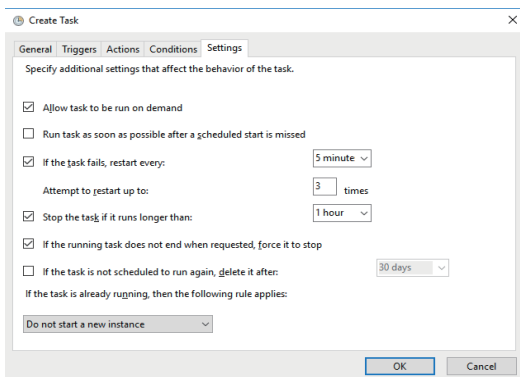 Create Task
General Triggers Actions Conditions Settings
Specify additional settings that affect the behavior of the task.
Allow task to be run on demand
Run task as soon as possible after a scheduled start is missed
If the task fails, restart every: 5 minute
Attempt to restart up to: 3 times
Stop the task if it runs longer than: 1 hour
If the running task does not end when requested, force it to stop
If the task is not scheduled to run again, delete it after: 30 days
If the task is already running, then the following rule applies:
Do not start a new instance
OK Cancel